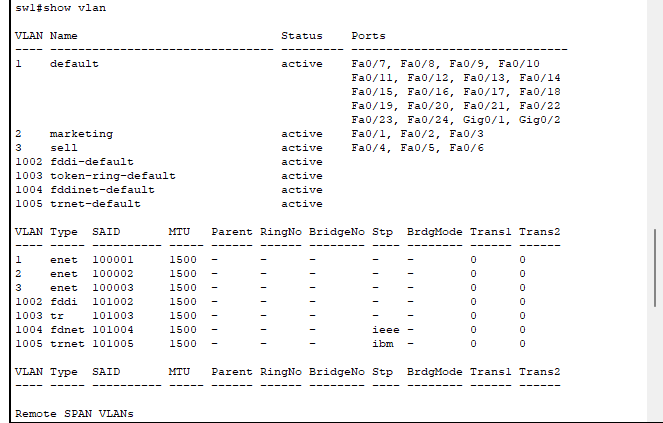 sw1#show vlan
VLAN Name Status Ports
---- -------------------------------- --------- -------------------------------
1 default active Fa0/7, Fa0/8, Fa0/9, Fa0/10
Fa0/11, Fa0/12, Fa0/13, Fa0/14
Fa0/15, Fa0/16, Fa0/17, Fa0/18
Fa0/19, Fa0/20, Fa0/21, Fa0/22
Fa0/23, Fa0/24, Gig0/1, Gig0/2
2 marketing active Fa0/1, Fa0/2, Fa0/3
3 sell active Fa0/4, Fa0/5, Fa0/6
1002 fddi-default active
1003 token-ring-default active
1004 fddinet-default active
1005 trnet-default active
VLAN Type SAID MTU Parent RingNo BridgeNo Stp BrdgMode Trans1 Trans2
---- ----- ---------- ----- ------ ------ -------- ---- -------- ------ ------
1 enet 100001 1500 - - - - - 0 0
2 enet 100002 1500 - - - - - 0 0
3 enet 100003 1500 - - - - - 0 0
1002 fddi 101002 1500 - - - - - 0 0
1003 tr 101003 1500 - - - - - 0 0
1004 fdnet 101004 1500 - - - ieee - 0 0
1005 trnet 101005 1500 - - - ibm - 0 0
VLAN Type SAID MTU Parent RingNo BridgeNo Stp BrdgMode Trans1 Trans2
---- ----- ---------- ----- ------ ------ -------- ---- -------- ------ ------
Remote SPAN VLANs